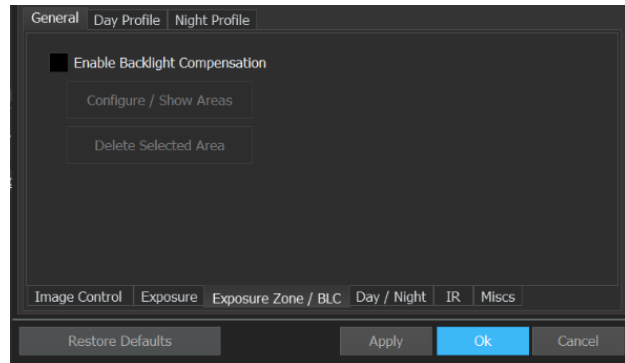 General Day Profile Night Profile
Enable Backlight Compensation
Configure / Show Areas
Delete Selected Area
Image Control Exposure Exposure Zone / BLC Day / Night IR Miscs
Restore Defaults Apply Ok Cancel